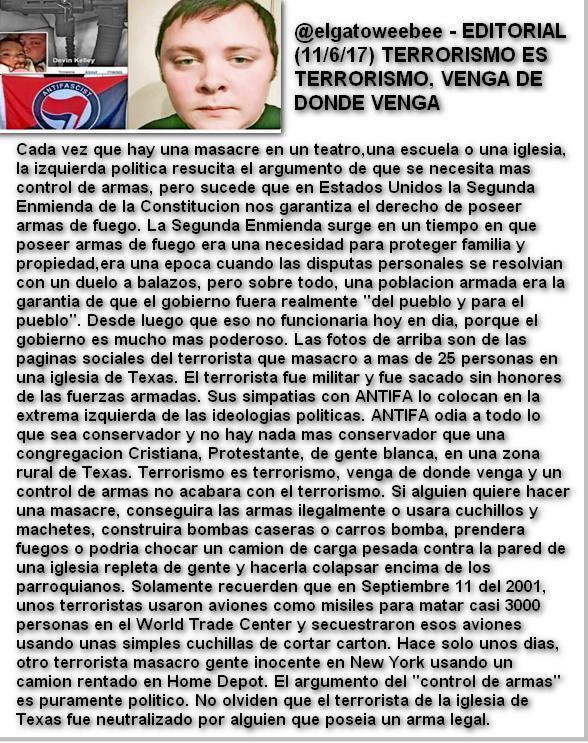 Devin Kelley
ANTIFASCIST
@elgatoweebee - EDITORIAL
(11/6/17) TERRORISMO ES
TERRORISMO, VENGA DE
DONDE VENGA
Cada vez que hay una masacre en un teatro,una escuela o una iglesia,
la izquierda politica resucita el argumento de que se necesita mas
control de armas, pero sucede que en Estados Unidos la Segunda
Enmienda de la Constitucion nos garantiza el derecho de poseer
armas de fuego. La Segunda Enmienda surge en un tiempo en que
poseer armas de fuego era una necesidad para proteger familia y
propiedad,era una epoca cuando las disputas personales se resolvian
con un duelo a balazos, pero sobre todo, una poblacion armada era la
garantia de que el gobierno fuera realmente "del pueblo y para el
pueblo". Desde luego que eso no funcionaria hoy en dia, porque el
gobierno es mucho mas poderoso. Las fotos de arriba son de las
paginas sociales del terrorista que masacro a mas de 25 personas en
una iglesia de Texas. El terrorista fue militar y fue sacado sin honores
de las fuerzas armadas. Sus simpatias con ANTIFA lo colocan en la
extrema izquierda de las ideologias politicas. ANTIFA odia a todo lo
que sea conservador y no hay nada mas conservador que una
congregacion Cristiana, Protestante, de gente blanca, en una zona
rural de Texas. Terrorismo es terrorismo, venga de donde venga y un
control de armas no acabara con el terrorismo. Si alguien quiere hacer
una masacre, conseguira las armas ilegalmente o usara cuchillos y
machetes, construira bombas caseras o carros bomba, prendera
fuegos o podria chocar un camion de carga pesada contra la pared de
una iglesia repleta de gente y hacerla colapsar encima de los
parroquianos. Solamente recuerden que en Septiembre 11 del 2001,
unos terroristas usaron aviones como misiles para matar casi 3000
personas en el World Trade Center y secuestraron esos aviones
usando unas simples cuchillas de cortar carton. Hace solo unos dias,
otro terrorista masacro gente inocente en New York usando un
camion rentado en Home Depot. El argumento del "control de armas"
es puramente politico. No olviden que el terrorista de la iglesia de
Texas fue neutralizado por alguien que poseia un arma legal.